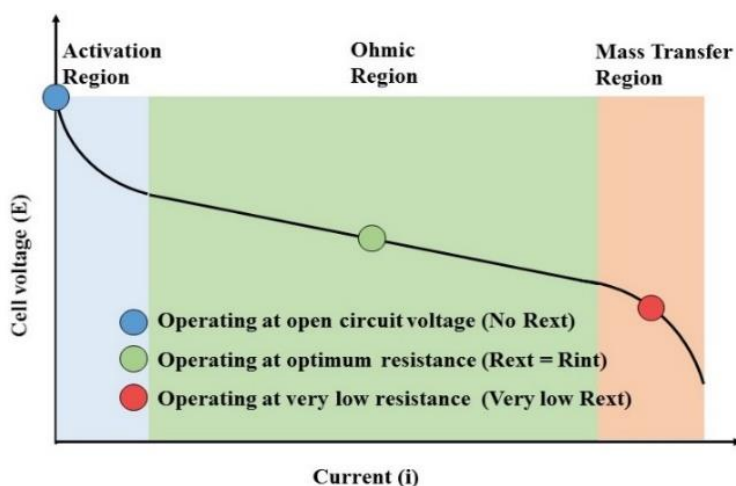 Activation
Region
Ohmic
Region
Mass Transfer
Region
Cell voltage (E)
Operating at open circuit voltage (No Rext)
Operating at optimum resistance (Rext = Rint)
Operating at very low resistance (Very low Rext)
Current (i)